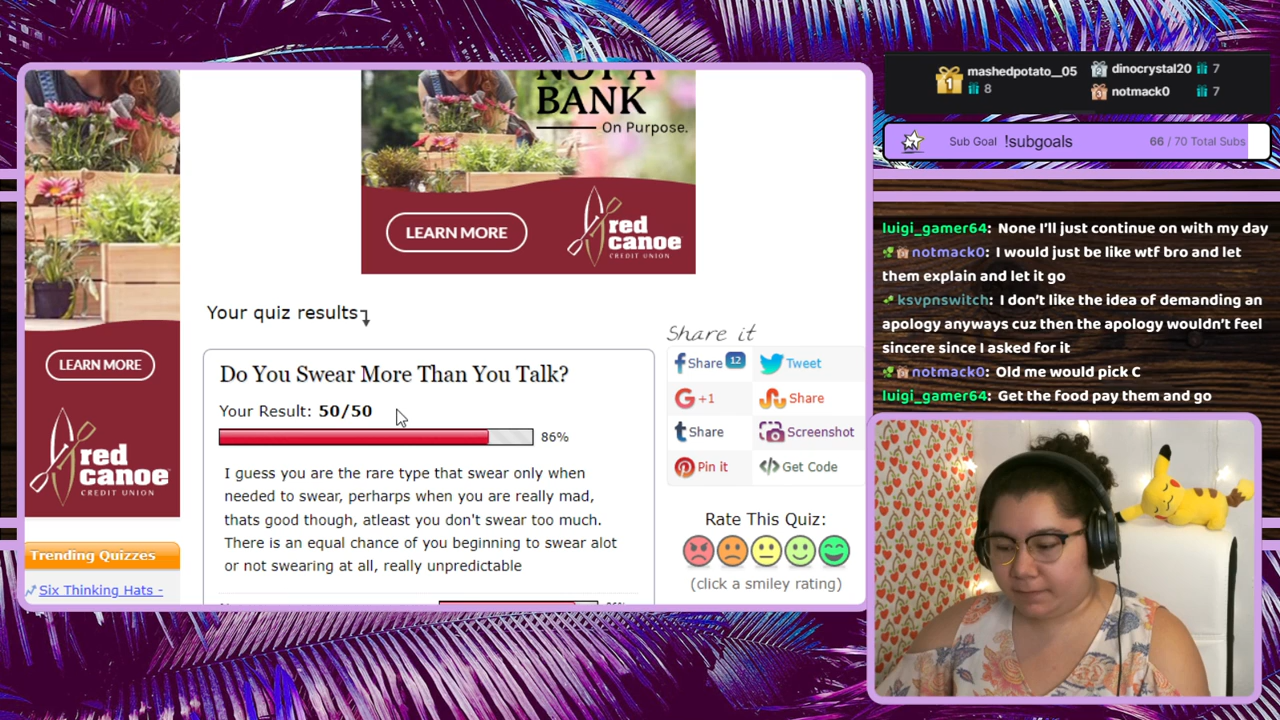 NOT A
BANK
On Purpose.
LEARN MORE
red
canoe
CREDIT UNION
LEARN MORE
red
canoe
CREDIT UNION
Trending Quizzes
Six Thinking Hats -
Your quiz results
Do You Swear More Than You Talk?
Your Result: 50/50
86%
I guess you are the rare type that swear only when
needed to swear, perharps when you are really mad,
thats good though, atleast you don't swear too much.
There is an equal chance of you beginning to swear alot
or not swearing at all, really unpredictable
Share it
Share 12
Tweet
+1
Share
Share
Screenshot
Pin it
Get Code
Rate This Quiz:
(click a smiley rating)
1 mashedpotato__05
8
2 dinocrystal20 7
3 notmack0 7
Sub Goal !subgoals 66 / 70 Total Subs
luigi_gamer64: None I'll just continue on with my day
notmack0: I would just be like wtf bro and let
them explain and let it go
ksvpnswitch: I don't like the idea of demanding an
apology anyways cuz then the apology wouldn't feel
sincere since I asked for it
notmack0: Old me would pick C
luigi_gamer64: Get the food pay them and go